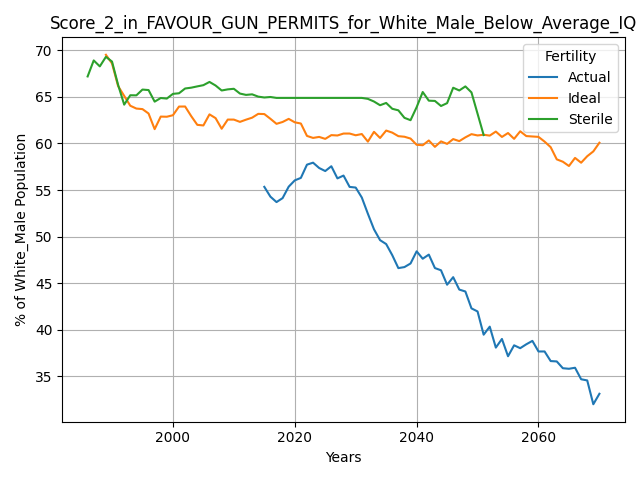 Score_2_in_FAVOUR_GUN_PERMITS_for_White_Male_Below_Average_IQ
Fertility
Actual
Ideal
Sterile
% of White_Male Population
70
65
60
55
50
45
40
35
2000 2020 2040 2060
Years